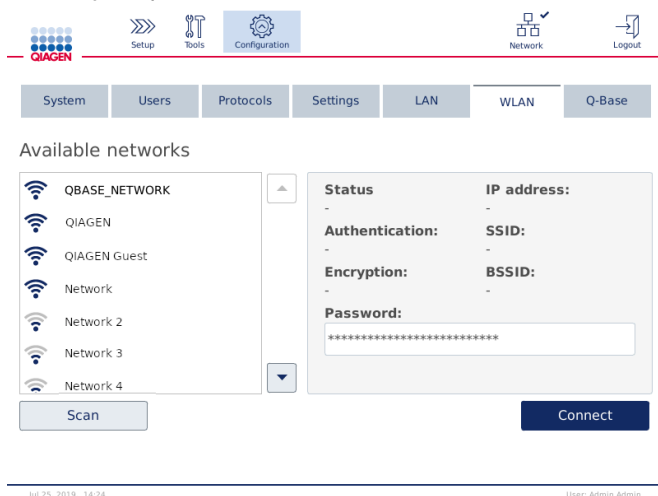 Setup Tools Configuration Network Logout
QIAGEN
System Users Protocols Settings LAN WLAN Q-Base
Available networks
QBASE_NETWORK
QIAGEN
QIAGEN Guest
Network
Network 2
Network 3
Network 4
Status IP address:
- -
Authentication: SSID:
- -
Encryption: BSSID:
- -
Password:
**************************
Scan Connect
Jul 25, 2019 14:24 User: Admin Admin